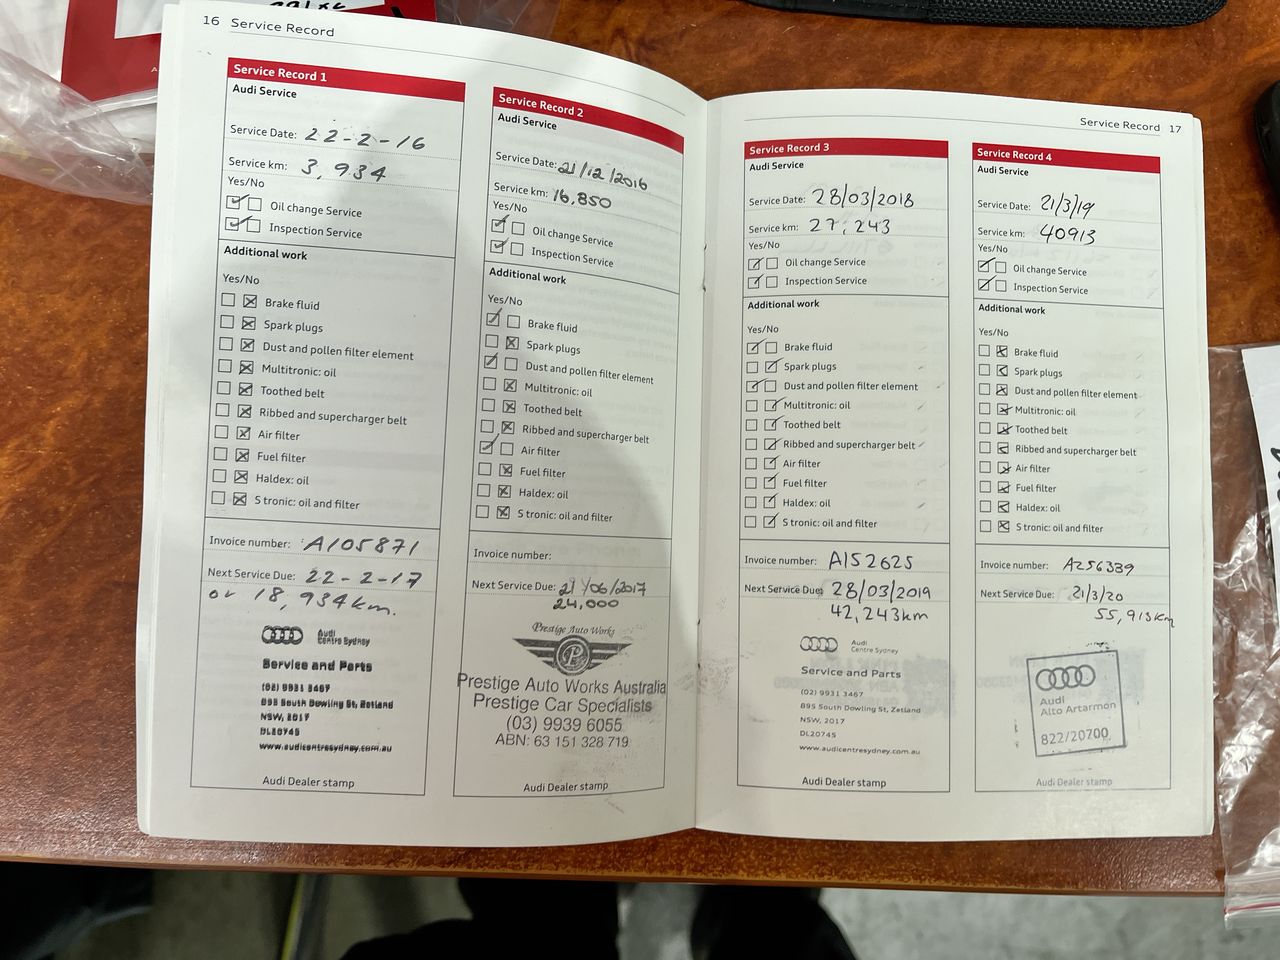 16 Service Record
Service Record 1
Audi Service
Service Date: 22-2-16
Service km: 3,934
Yes/No
Oil change Service
Inspection Service
Additional work
Yes/No
Brake fluid
Spark plugs
Dust and pollen filter element
Multitronic: oil
Toothed belt
Ribbed and supercharger belt
Air filter
Fuel filter
Haldex: oil
S tronic: oil and filter
Invoice number: A105871
Next Service Due: 22-2-17
or 18,934km.
Audi
Centre Sydney
Service and Parts
(02) 9931 3467
895 South Dowling St, Zetland
NSW, 2017
DL20745
www.audicentresydney.com.au
Audi Dealer stamp
Service Record 2
Audi Service
Service Date: 21/12/2016
Service km: 16,850
Yes/No
Oil change Service
Inspection Service
Additional work
Yes/No
Brake fluid
Spark plugs
Dust and pollen filter element
Multitronic: oil
Toothed belt
Ribbed and supercharger belt
Air filter
Fuel filter
Haldex: oil
S tronic: oil and filter
Invoice number:
Next Service Due: 21/06/2017
24,000
Prestige Auto Works
P
Prestige Auto Works Australia
Prestige Car Specialists
(03) 9939 6055
ABN: 63 151 328 719
Audi Dealer stamp
Service Record 17
Service Record 3
Audi Service
Service Date: 28/03/2018
Service km: 27,243
Yes/No
Oil change Service
Inspection Service
Additional work
Yes/No
Brake fluid
Spark plugs
Dust and pollen filter element
Multitronic: oil
Toothed belt
Ribbed and supercharger belt
Air filter
Fuel filter
Haldex: oil
S tronic: oil and filter
Invoice number: A152625
Next Service Due: 28/03/2019
42,243km
Audi
Centre Sydney
Service and Parts
(02) 9931 3467
895 South Dowling St, Zetland
NSW, 2017
DL20745
www.audicentresydney.com.au
Audi Dealer stamp
Service Record 4
Audi Service
Service Date: 21/3/19
Service km: 40913
Yes/No
Oil change Service
Inspection Service
Additional work
Yes/No
Brake fluid
Spark plugs
Dust and pollen filter element
Multitronic: oil
Toothed belt
Ribbed and supercharger belt
Air filter
Fuel filter
Haldex: oil
S tronic: oil and filter
Invoice number: A256339
Next Service Due: 21/3/20
55,913km
Audi
Alto Artarmon
822/20700
Audi Dealer stamp